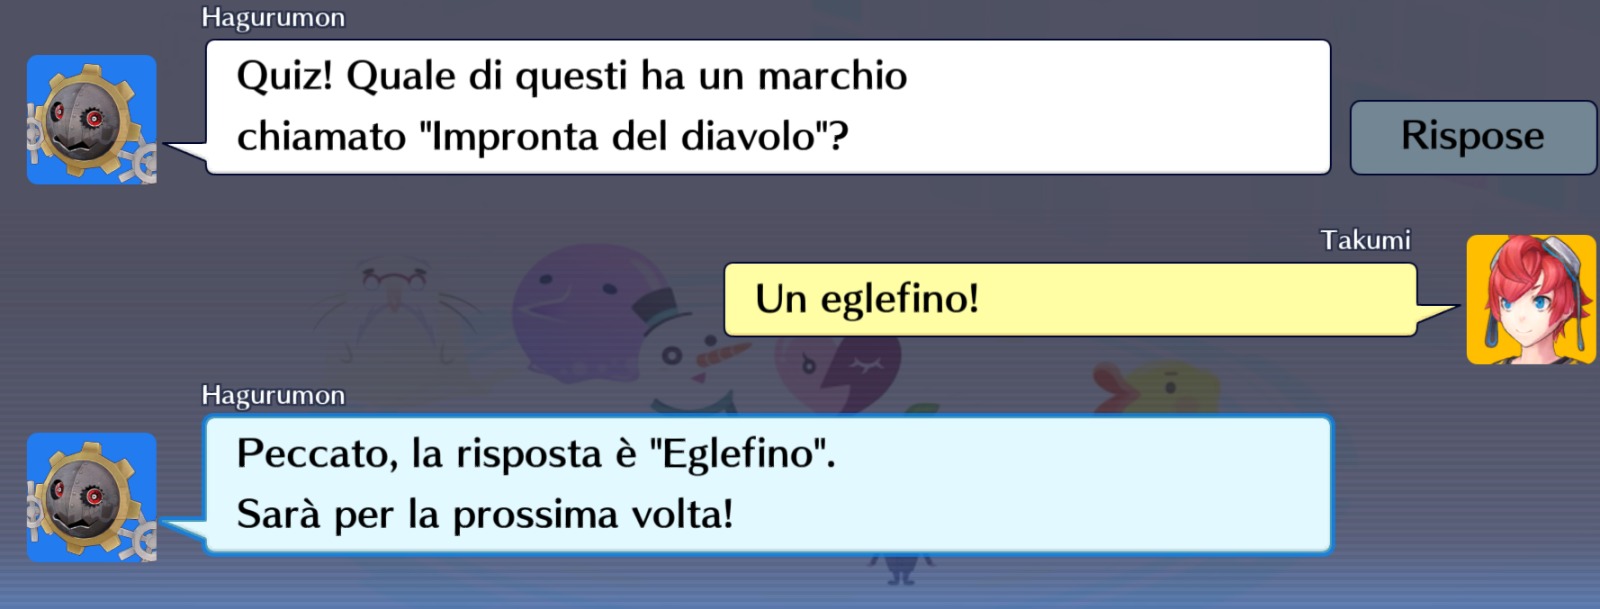 Hagurumon
Quiz! Quale di questi ha un marchio
chiamato "Impronta del diavolo"?
Rispose
Takumi
Un eglefino!
Hagurumon
Peccato, la risposta è "Eglefino".
Sarà per la prossima volta!